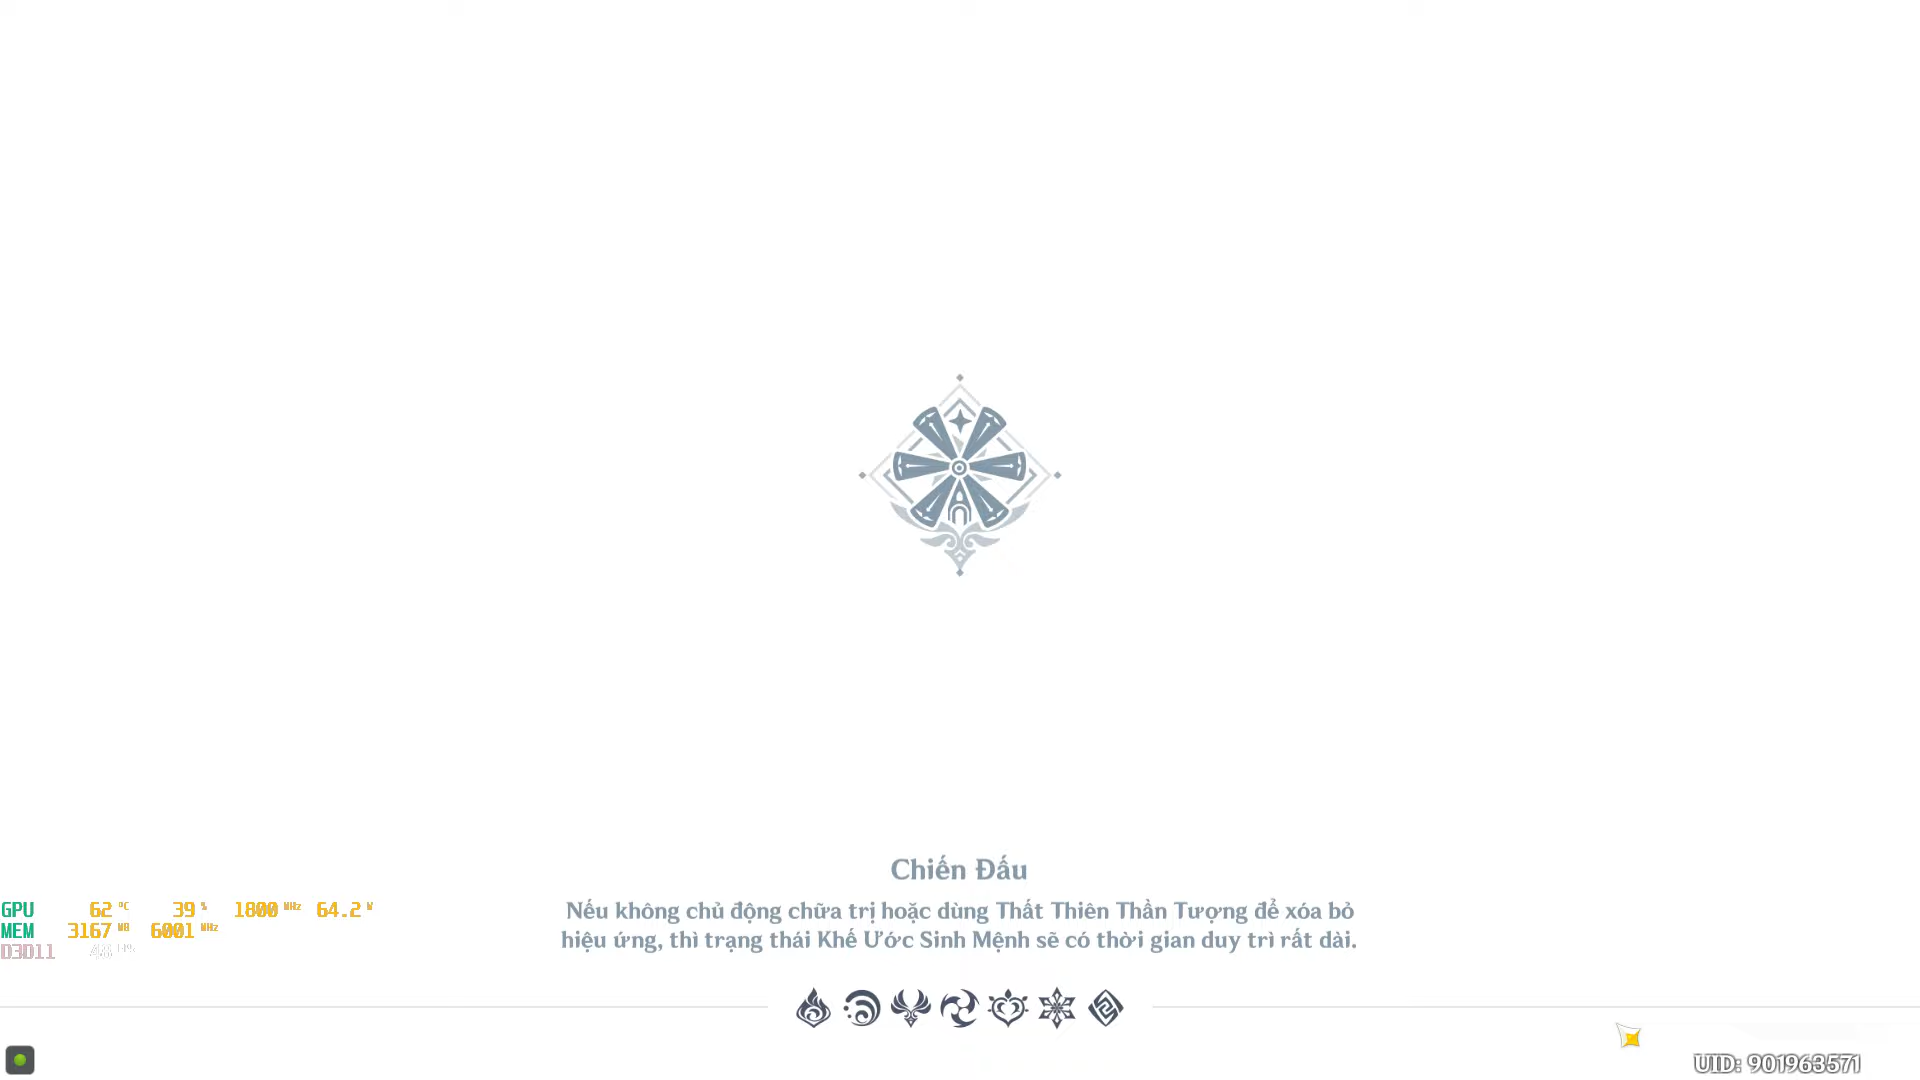 Chiến Đấu
Nếu không chủ động chữa trị hoặc dùng Thất Thiên Thần Tượng để xóa bỏ
hiệu ứng, thì trạng thái Khế Ước Sinh Mệnh sẽ có thời gian duy trì rất dài.
GPU 62 °C 39 % 1800 MHz 64.2 W
MEM 3167 MB 6001 MHz
D3D11 48 FPS
UID: 901963571